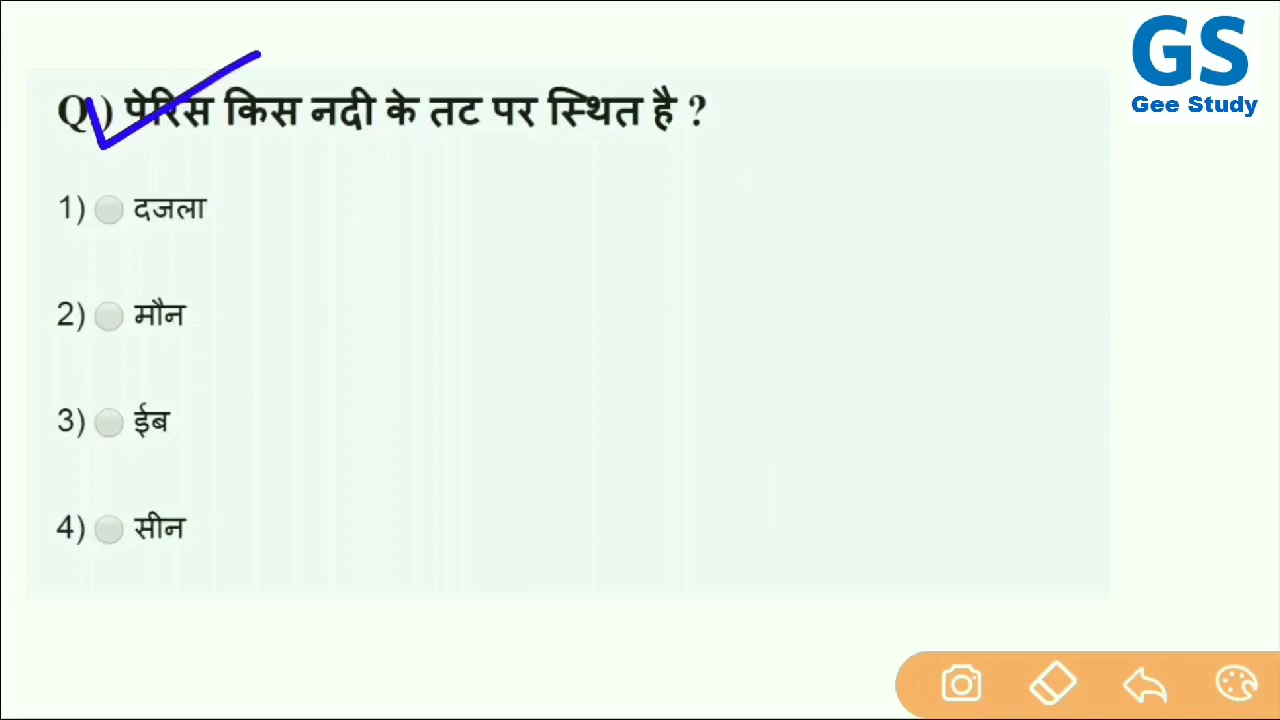 GS
Gee Study
Q) पेरिस किस नदी के तट पर स्थित है ?
1) दजला
2) मौन
3) ईब
4) सीन